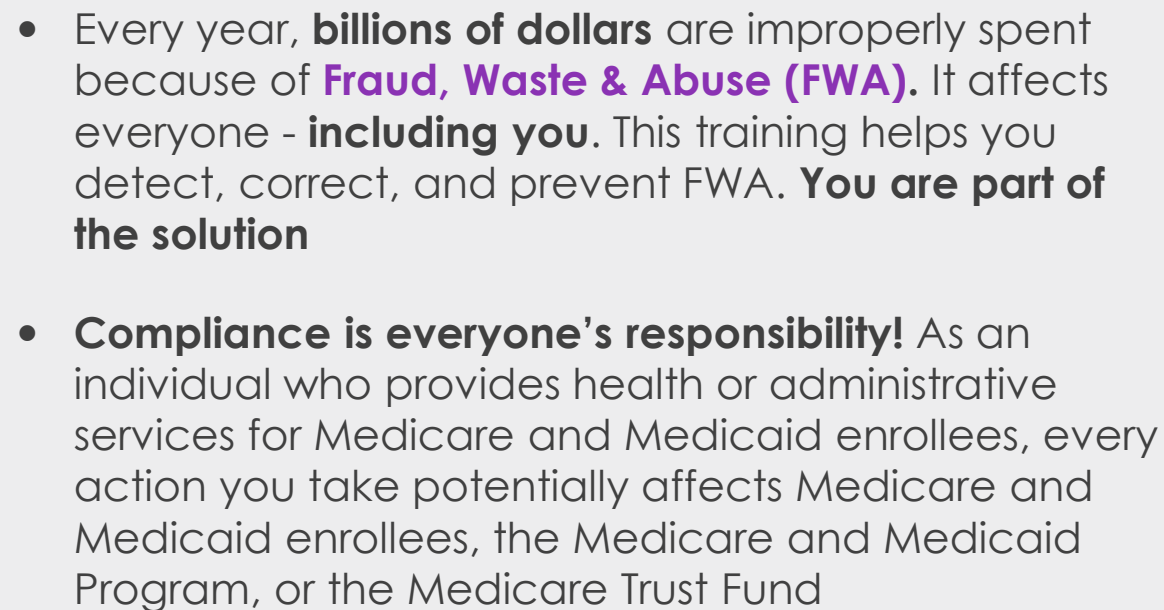 • Every year, billions of dollars are improperly spent
because of Fraud, Waste & Abuse (FWA). It affects
everyone - including you. This training helps you
detect, correct, and prevent FWA. You are part of
the solution
• Compliance is everyone’s responsibility! As an
individual who provides health or administrative
services for Medicare and Medicaid enrollees, every
action you take potentially affects Medicare and
Medicaid enrollees, the Medicare and Medicaid
Program, or the Medicare Trust Fund